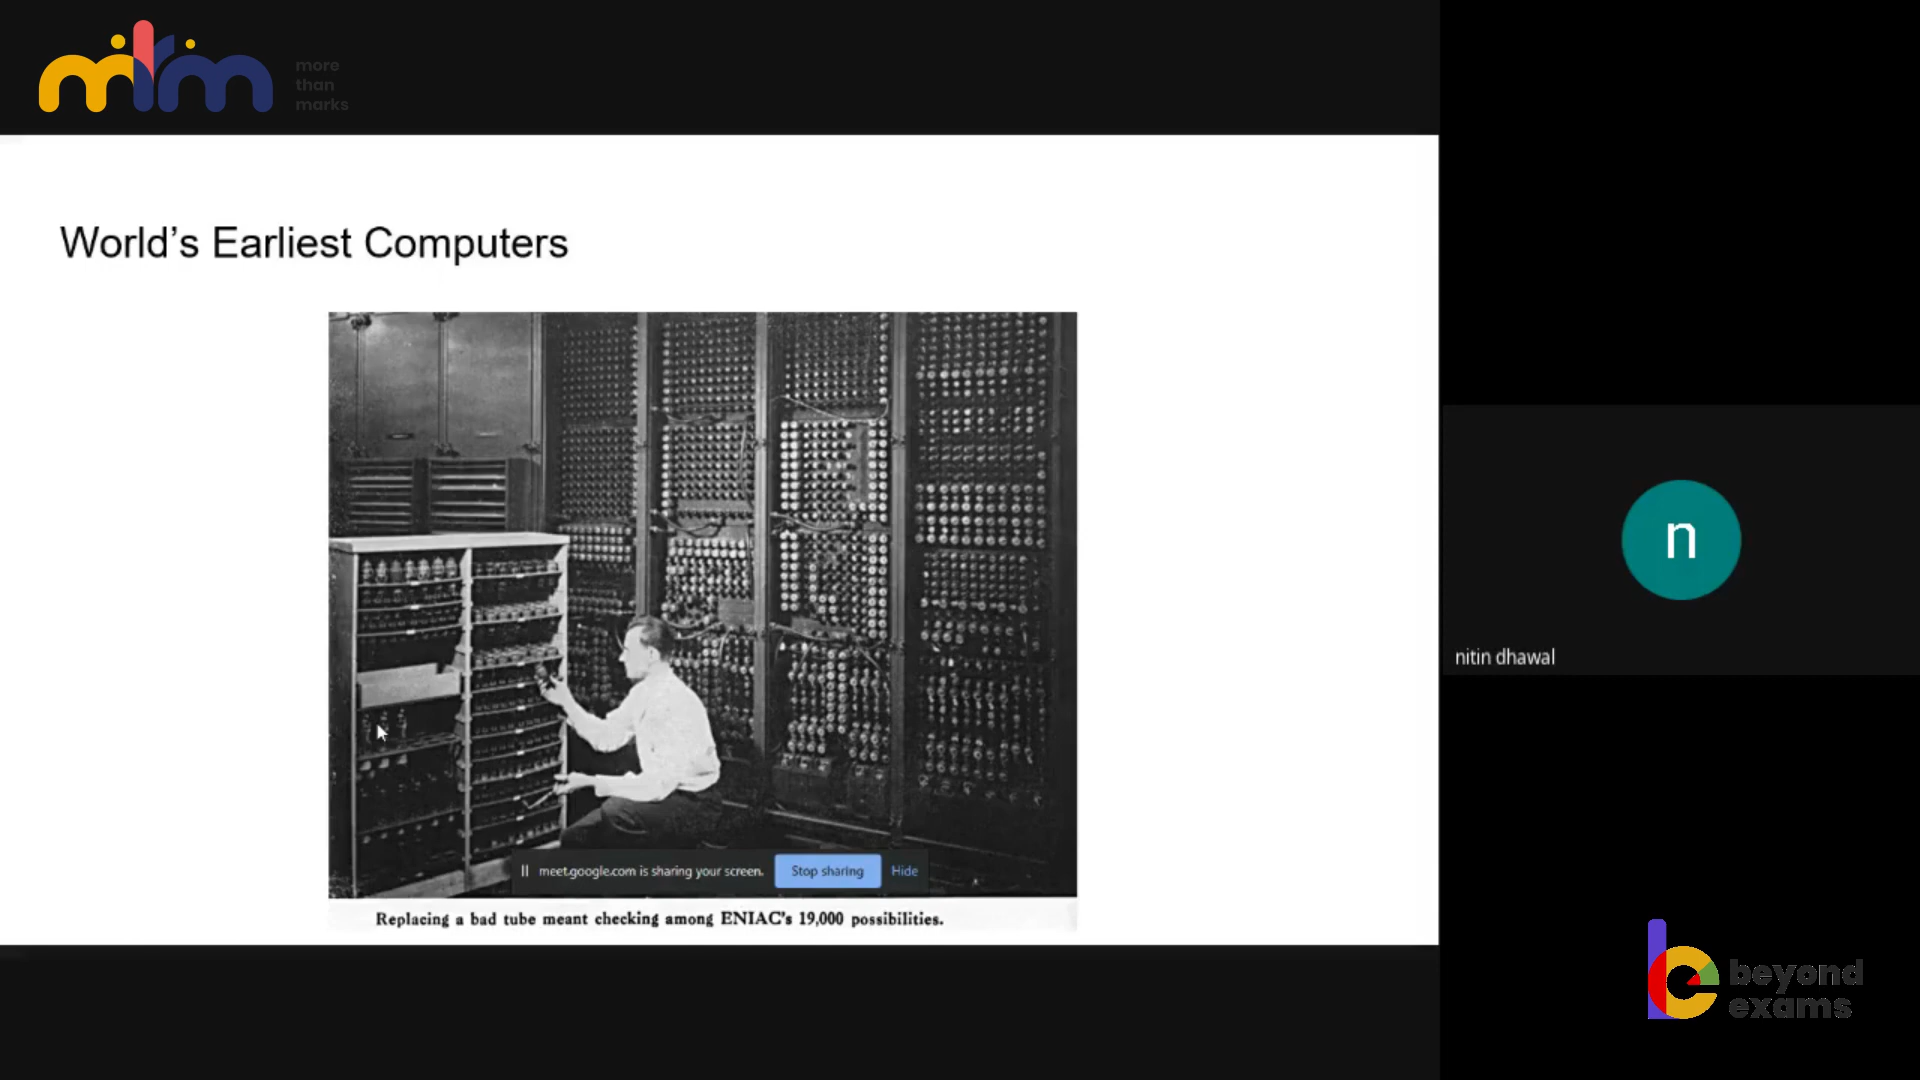 mtm
more
than
marks
World's Earliest Computers
meet.google.com is sharing your screen.
Stop sharing
Hide
Replacing a bad tube meant checking among ENIAC's 19,000 possibilities.
n
nitin dhawal
beyond
exams